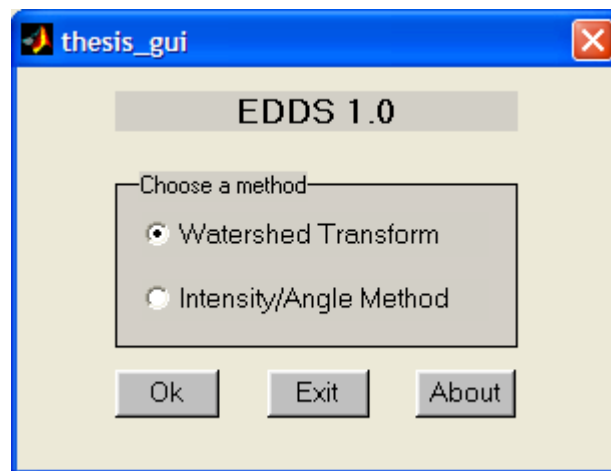 thesis_gui
EDDS 1.0
Choose a method
Watershed Transform
Intensity/Angle Method
Ok Exit About